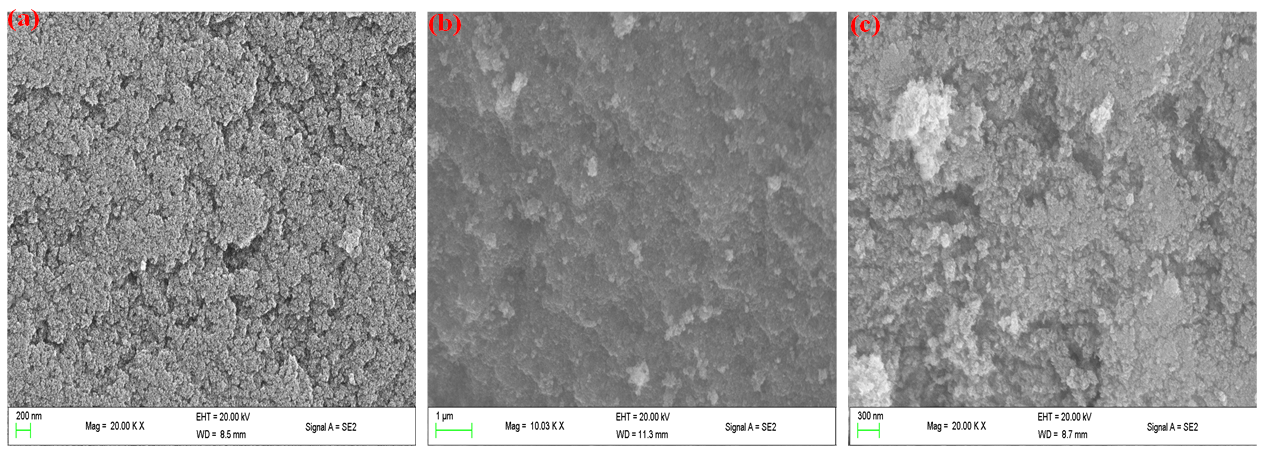 (a)
(b)
(c)
200 nm
Mag = 20.00 K X
EHT = 20.00 kV
WD = 8.5 mm
Signal A = SE2
1 µm
Mag = 10.03 K X
EHT = 20.00 kV
WD = 11.3 mm
Signal A = SE2
300 nm
Mag = 20.00 K X
EHT = 20.00 kV
WD = 8.7 mm
Signal A = SE2